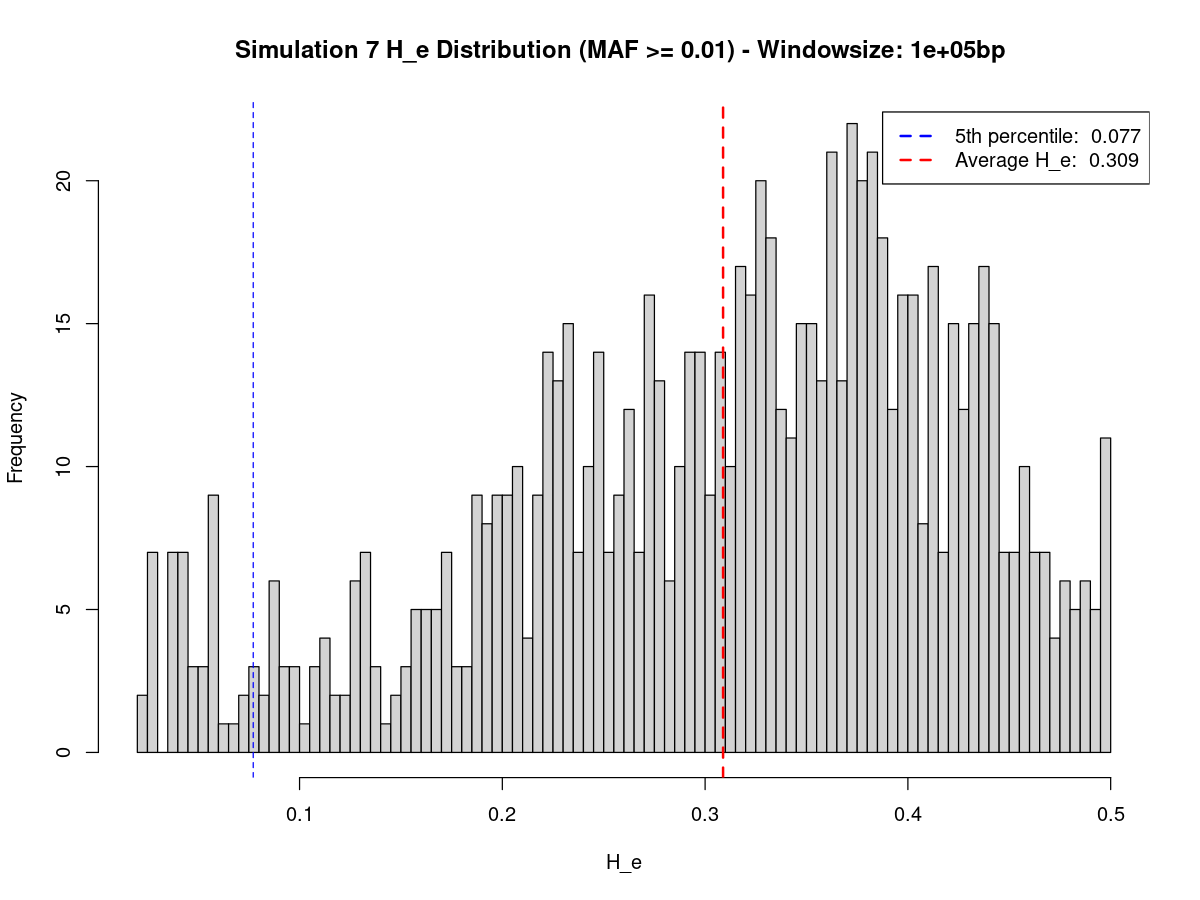 Simulation 7 H_e Distribution (MAF >= 0.01) - Windowsize: 1e+05bp
5th percentile: 0.077
Average H_e: 0.309
Frequency
20
15
10
5
0
0.1 0.2 0.3 0.4 0.5
H_e